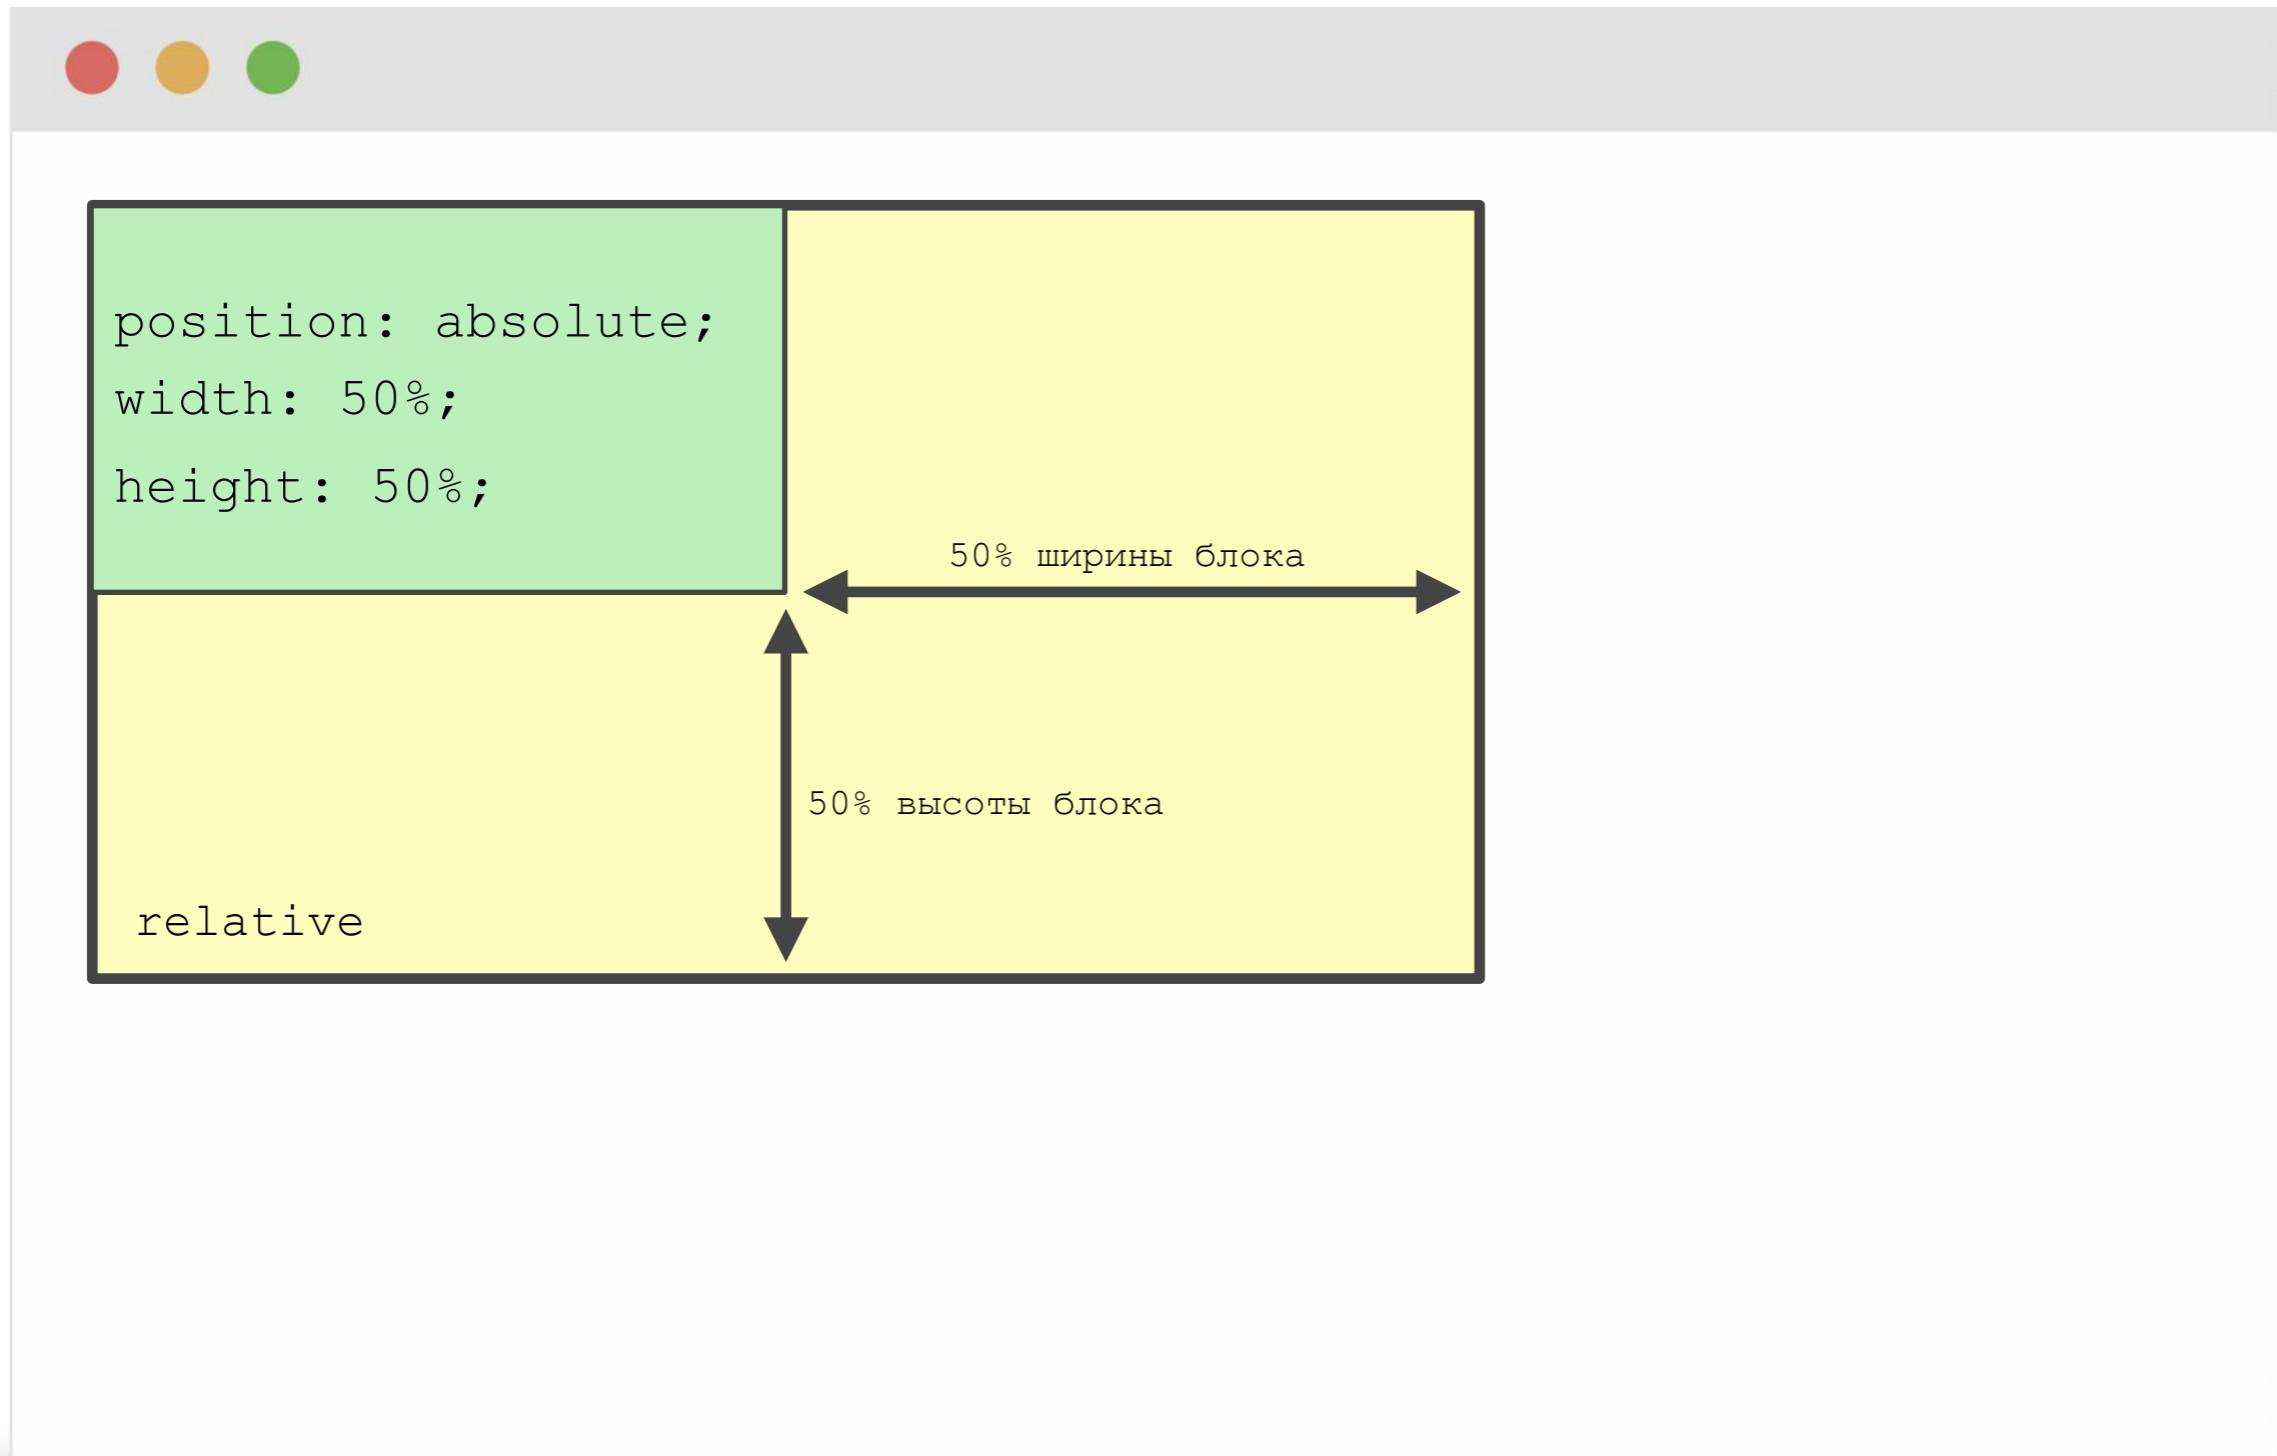 position: absolute;
width: 50%;
height: 50%;
50% ширины блока
50% высоты блока
relative